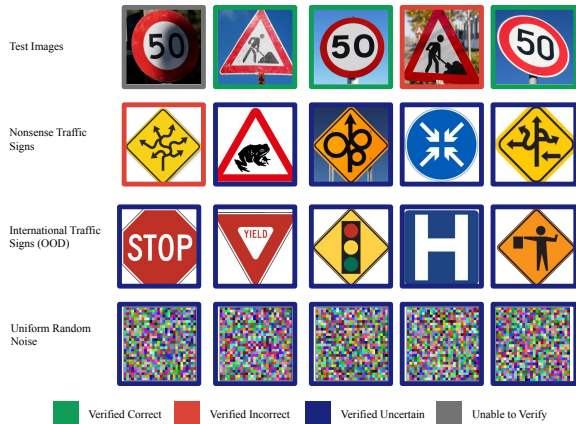 Test Images
50
50
50
Nonsense Traffic
Signs
International Traffic
Signs (OOD)
STOP
YIELD
H
Uniform Random
Noise
Verified Correct
Verified Incorrect
Verified Uncertain
Unable to Verify